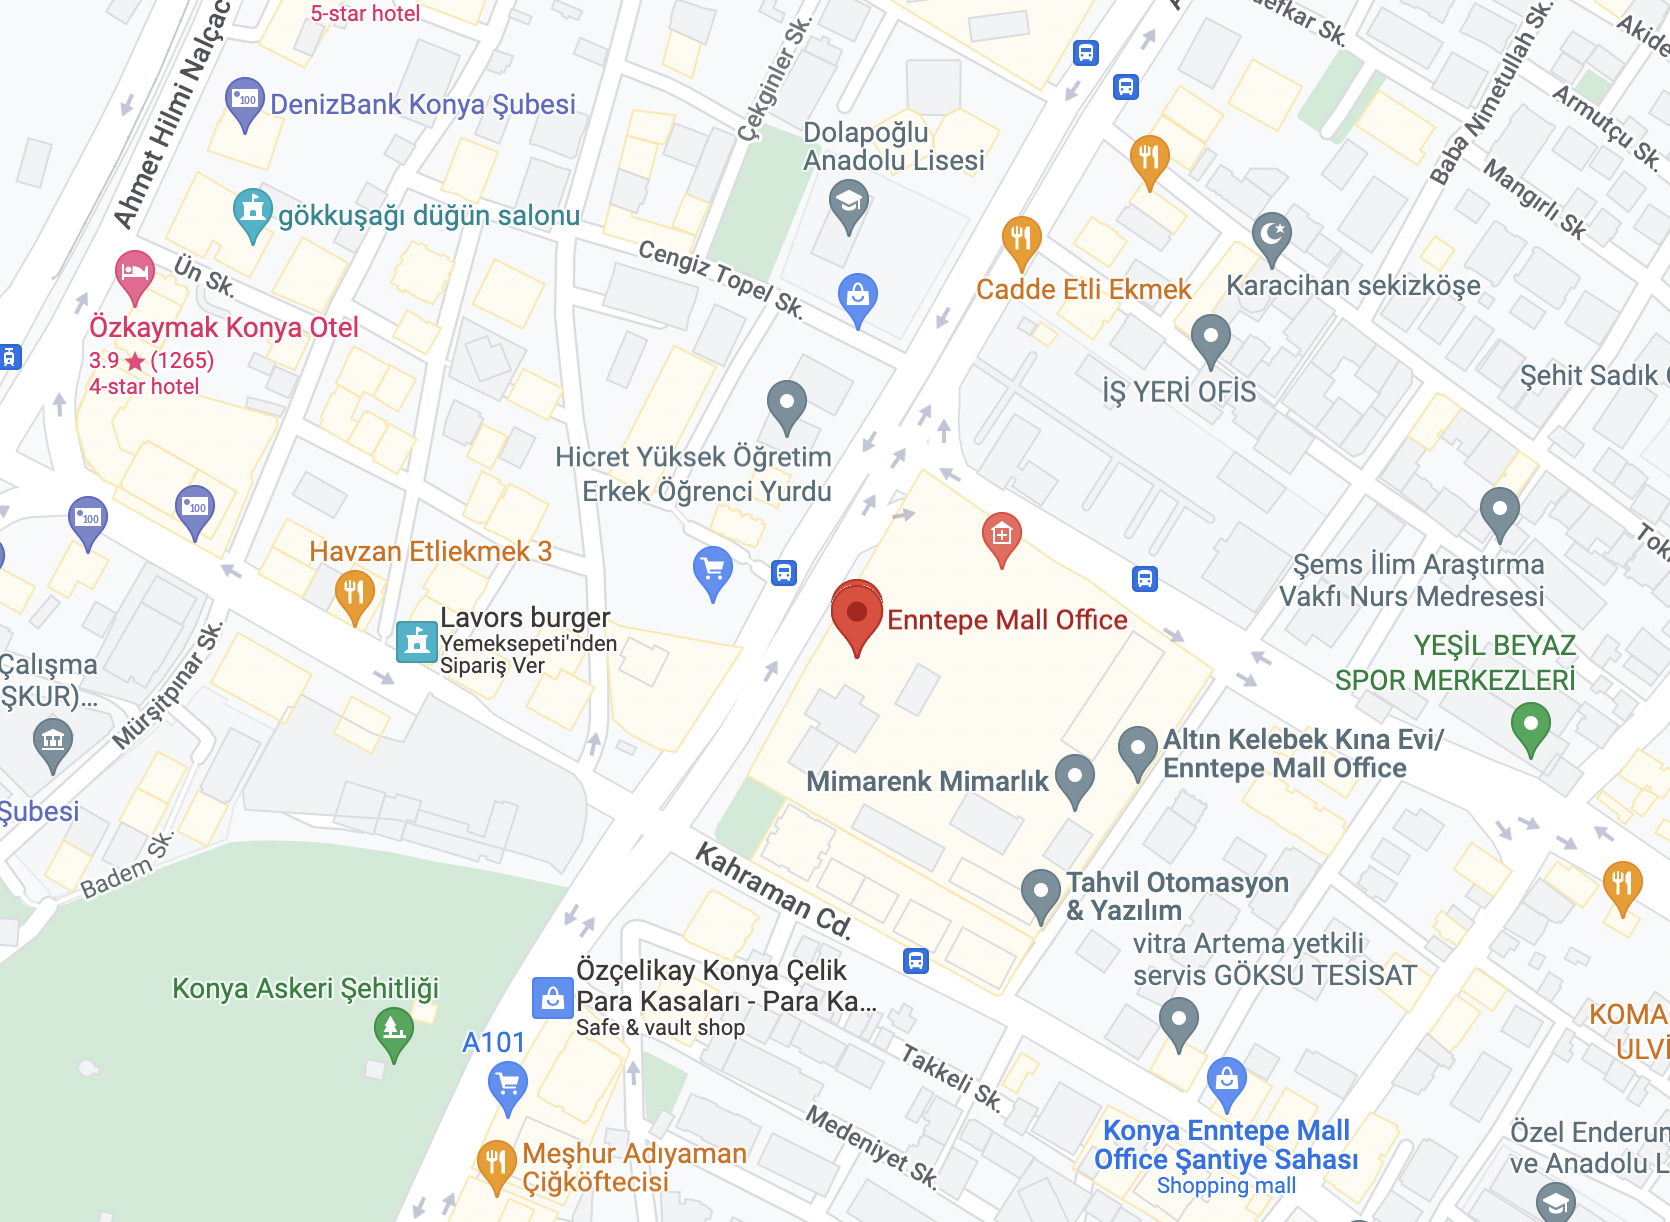 5-star hotel
Ahmet Hilmi Nalçac
DenizBank Konya Şubesi
gökkuşağı düğün salonu
Ün Sk.
Özkaymak Konya Otel
3.9 ★ (1265)
4-star hotel
Çekginler Sk.
Dolapoğlu
Anadolu Lisesi
Cengiz Topel Sk.
Cadde Etli Ekmek
Karacihan sekizköşe
İŞ YERİ OFİS
Baba Nimetullah Sk.
Armutçu Sk.
Mangırlı Sk
Şehit Sadık
Hicret Yüksek Öğretim
Erkek Öğrenci Yurdu
Havzan Etliekmek 3
Lavors burger
Yemeksepeti'nden
Sipariş Ver
Enntepe Mall Office
Şems İlim Araştırma
Vakfı Nurs Medresesi
YEŞİL BEYAZ
SPOR MERKEZLERİ
Çalışma
ŞKUR)...
Mürşitpınar Sk.
Şubesi
Badem Sk.
Mimarenk Mimarlık
Altın Kelebek Kına Evi/
Enntepe Mall Office
Kahraman Cd.
Tahvil Otomasyon
& Yazılım
vitra Artema yetkili
servis GÖKSU TESİSAT
Konya Askeri Şehitliği
Özçelikay Konya Çelik
Para Kasaları - Para Ka...
Safe & vault shop
A101
Meşhur Adıyaman
Çiğköftecisi
Takkeli Sk.
Medeniyet Sk.
Konya Enntepe Mall
Office Şantiye Sahası
Shopping mall
KOMA
ULVİ
Özel Enderun
ve Anadolu L